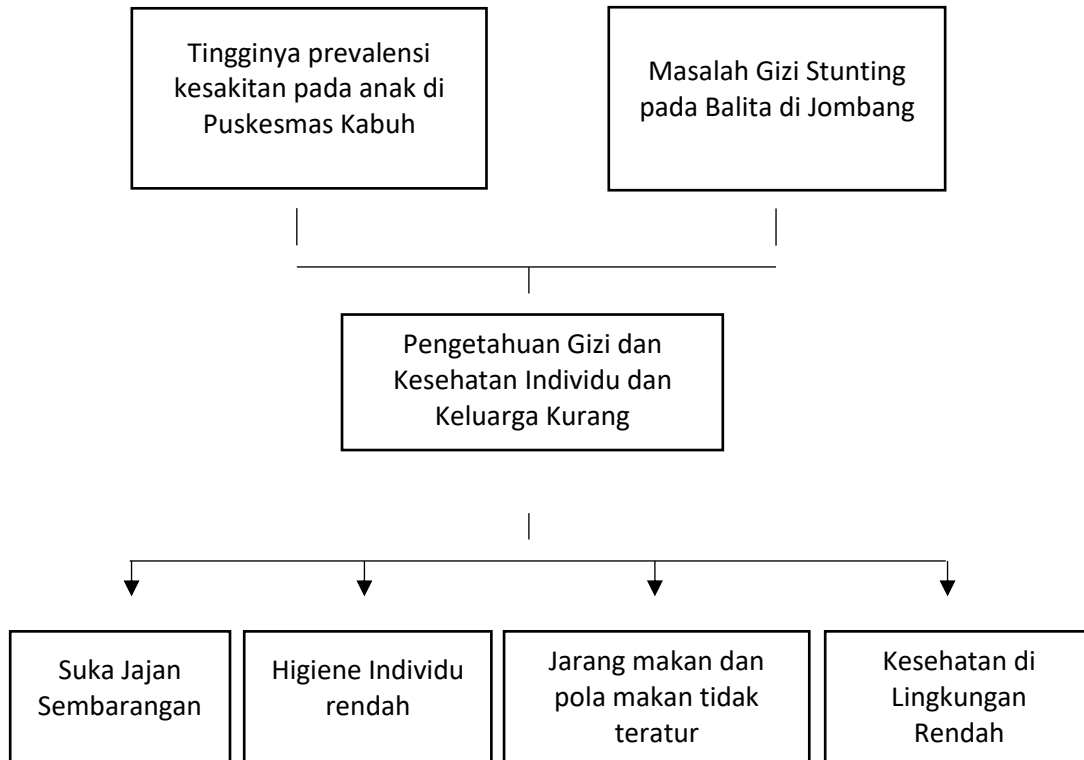 Tingginya prevalensi
kesakitan pada anak di
Puskesmas Kabuh
Masalah Gizi Stunting
pada Balita di Jombang
Pengetahuan Gizi dan
Kesehatan Individu dan
Keluarga Kurang
Suka Jajan
Sembarangan
Higiene Individu
rendah
Jarang makan dan
pola makan tidak
teratur
Kesehatan di
Lingkungan
Rendah